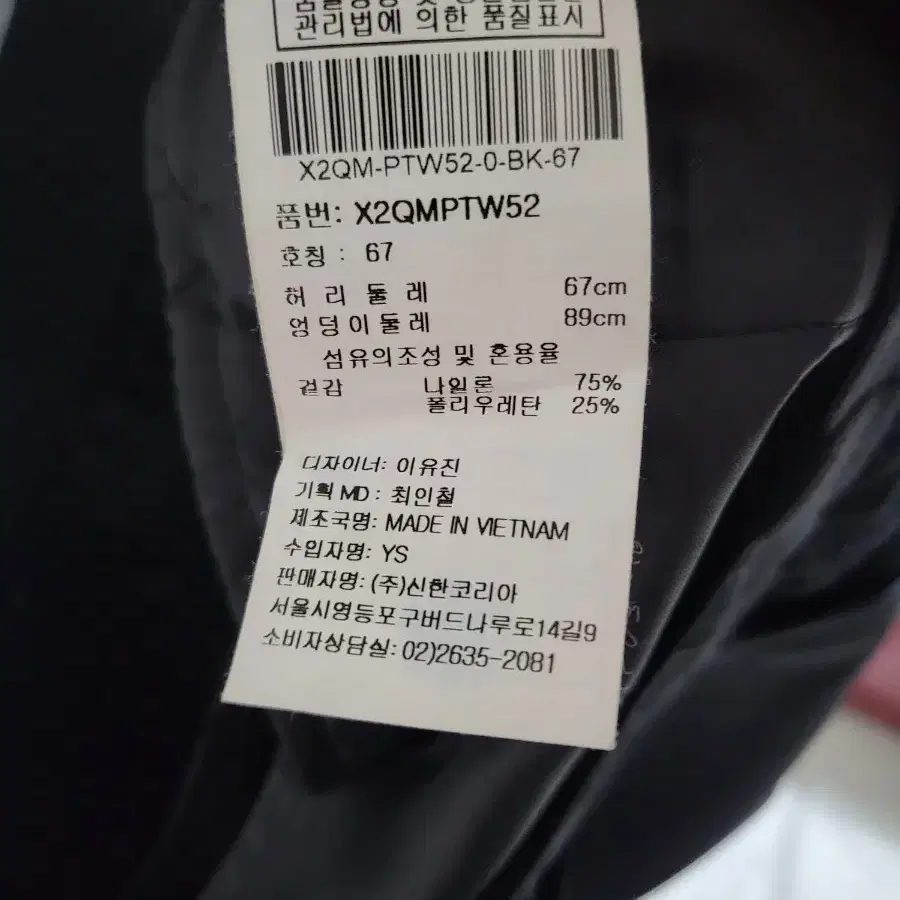 관리법에 의한 품질표시
X2QM-PTW52-0-BK-67
품번: X2QMPTW52
호칭 : 67
허 리 둘 레 67cm
엉덩이둘레 89cm
섬유의조성 및 혼용율
겉감 나일론 75%
폴리우레탄 25%
디자이너: 이유진
기획 MD : 최인철
제조국명: MADE IN VIETNAM
수입자명: YS
판매자명: (주)신한코리아
서울시영등포구버드나루로14길9
소비자상담실: 02)2635-2081